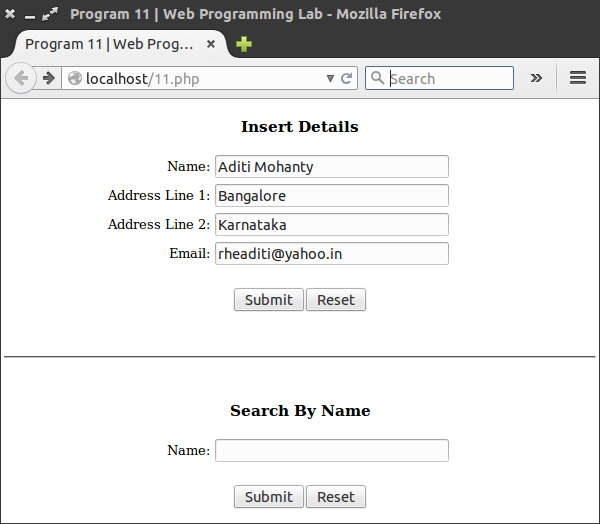 Program 11 | Web Programming Lab - Mozilla Firefox
Program 11 | Web Prog...
localhost/11.php
Search
Insert Details
Name: Aditi Mohanty
Address Line 1: Bangalore
Address Line 2: Karnataka
Email: rheaditi@yahoo.in
Submit Reset
Search By Name
Name:
Submit Reset